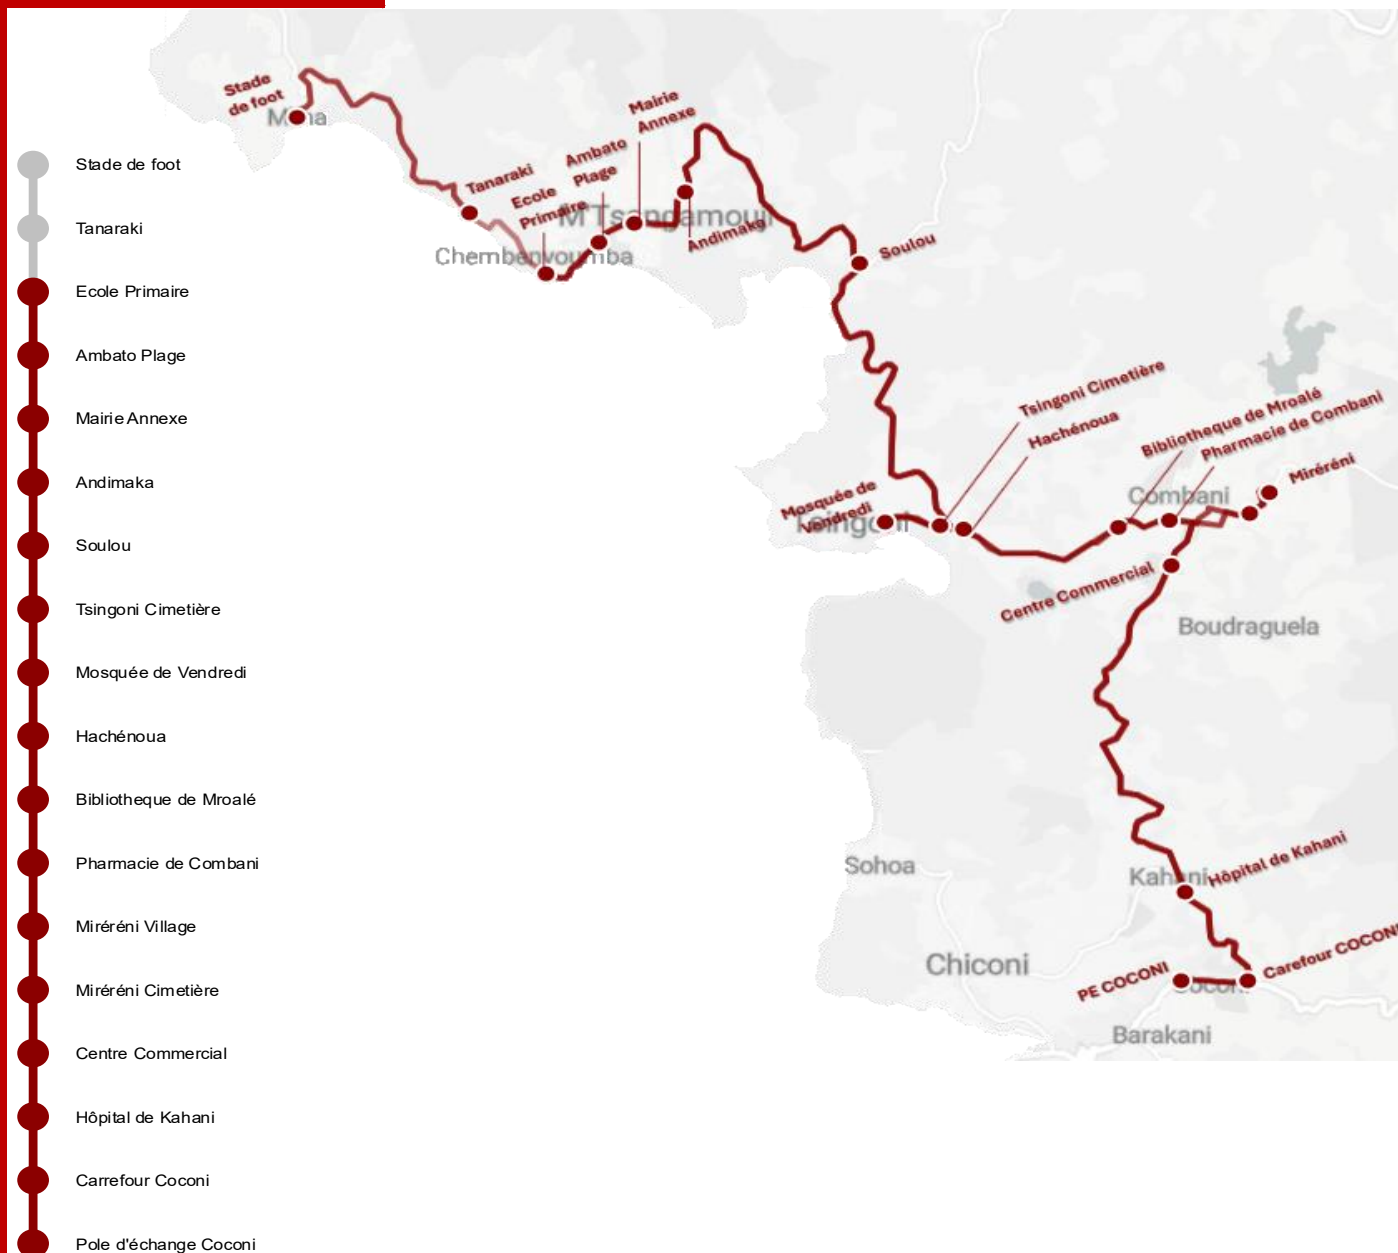 Stade de foot
Tanaraki
Ecole Primaire
Ambato Plage
Mairie Annexe
Andimaka
Soulou
Tsingoni Cimetière
Mosquée de Vendredi
Hachénoua
Bibliotheque de Mroalé
Pharmacie de Combani
Miréréni Village
Miréréni Cimetière
Centre Commercial
Hôpital de Kahani
Carrefour Coconi
Pole d'échange Coconi
Stade
de foot
Tanaraki
Ecole
Primaire
Ambato
Plage
Mairie
Annexe
M'Tsangamouji
Andimaka
Chembenyoumba
Soulou
Tsingoni Cimetière
Hachénoua
Bibliotheque de Mroalé
Pharmacie de Combani
Miréréni
Combani
Mosquée de
Vendredi
Tsingoni
Centre Commercial
Boudraguela
Sohoa
Kahani
Hôpital de Kahani
Chiconi
PE COCONI
Coconi
Carefour COCONI
Barakani